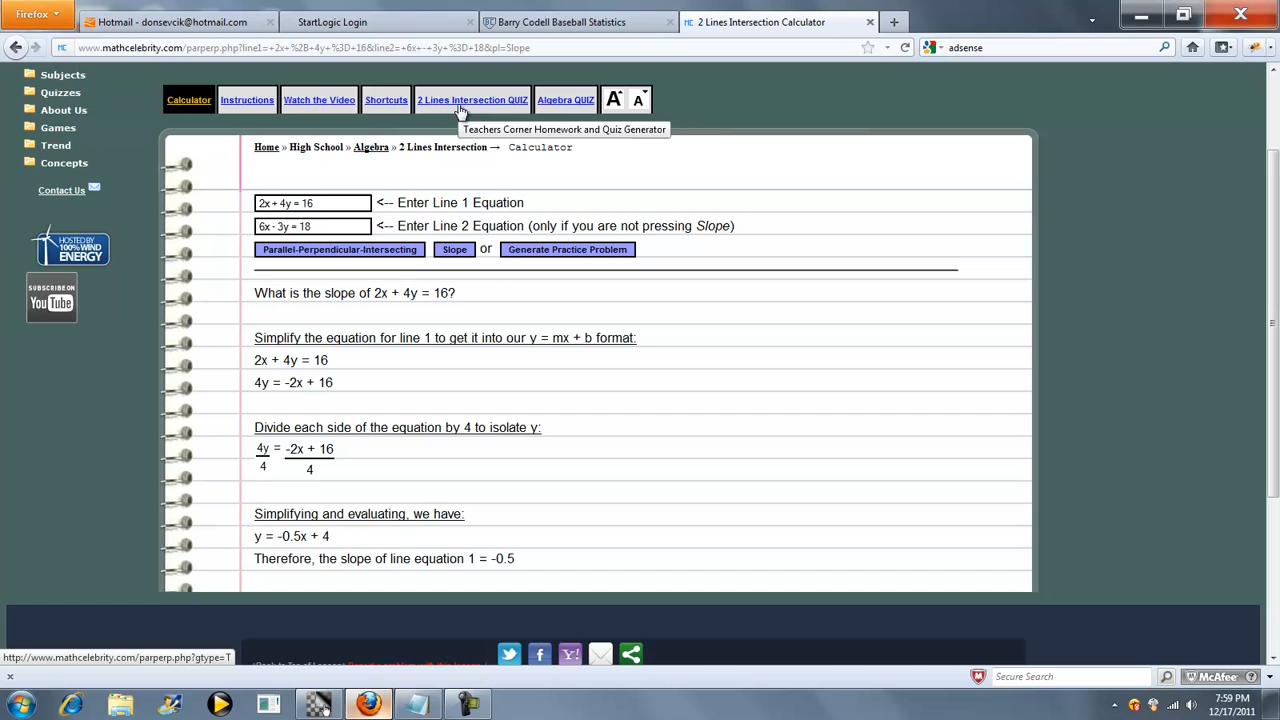 Firefox
Hotmail - donsevcik@hotmail.com
StartLogic Login
Barry Codell Baseball Statistics
2 Lines Intersection Calculator
www.mathcelebrity.com/parperp.php?line1=+2x+%2B+4y+%3D+16&line2=+6x+-+3y+%3D+18&pl=Slope
adsense
Subjects
Quizzes
About Us
Games
Trend
Concepts
Contact Us
HOSTED BY
100% WIND
ENERGY
SUBSCRIBE ON
YouTube
Calculator Instructions Watch the Video Shortcuts 2 Lines Intersection QUIZ Algebra QUIZ A A
Teachers Corner Homework and Quiz Generator
Home » High School » Algebra » 2 Lines Intersection → Calculator
2x + 4y = 16 <-- Enter Line 1 Equation
6x - 3y = 18 <-- Enter Line 2 Equation (only if you are not pressing Slope)
Parallel-Perpendicular-Intersecting Slope or Generate Practice Problem
What is the slope of 2x + 4y = 16?
Simplify the equation for line 1 to get it into our y = mx + b format:
2x + 4y = 16
4y = -2x + 16
Divide each side of the equation by 4 to isolate y:
4y = -2x + 16
4 4
Simplifying and evaluating, we have:
y = -0.5x + 4
Therefore, the slope of line equation 1 = -0.5
http://www.mathcelebrity.com/parperp.php?gtype=T
Secure Search
McAfee
7:59 PM
12/17/2011